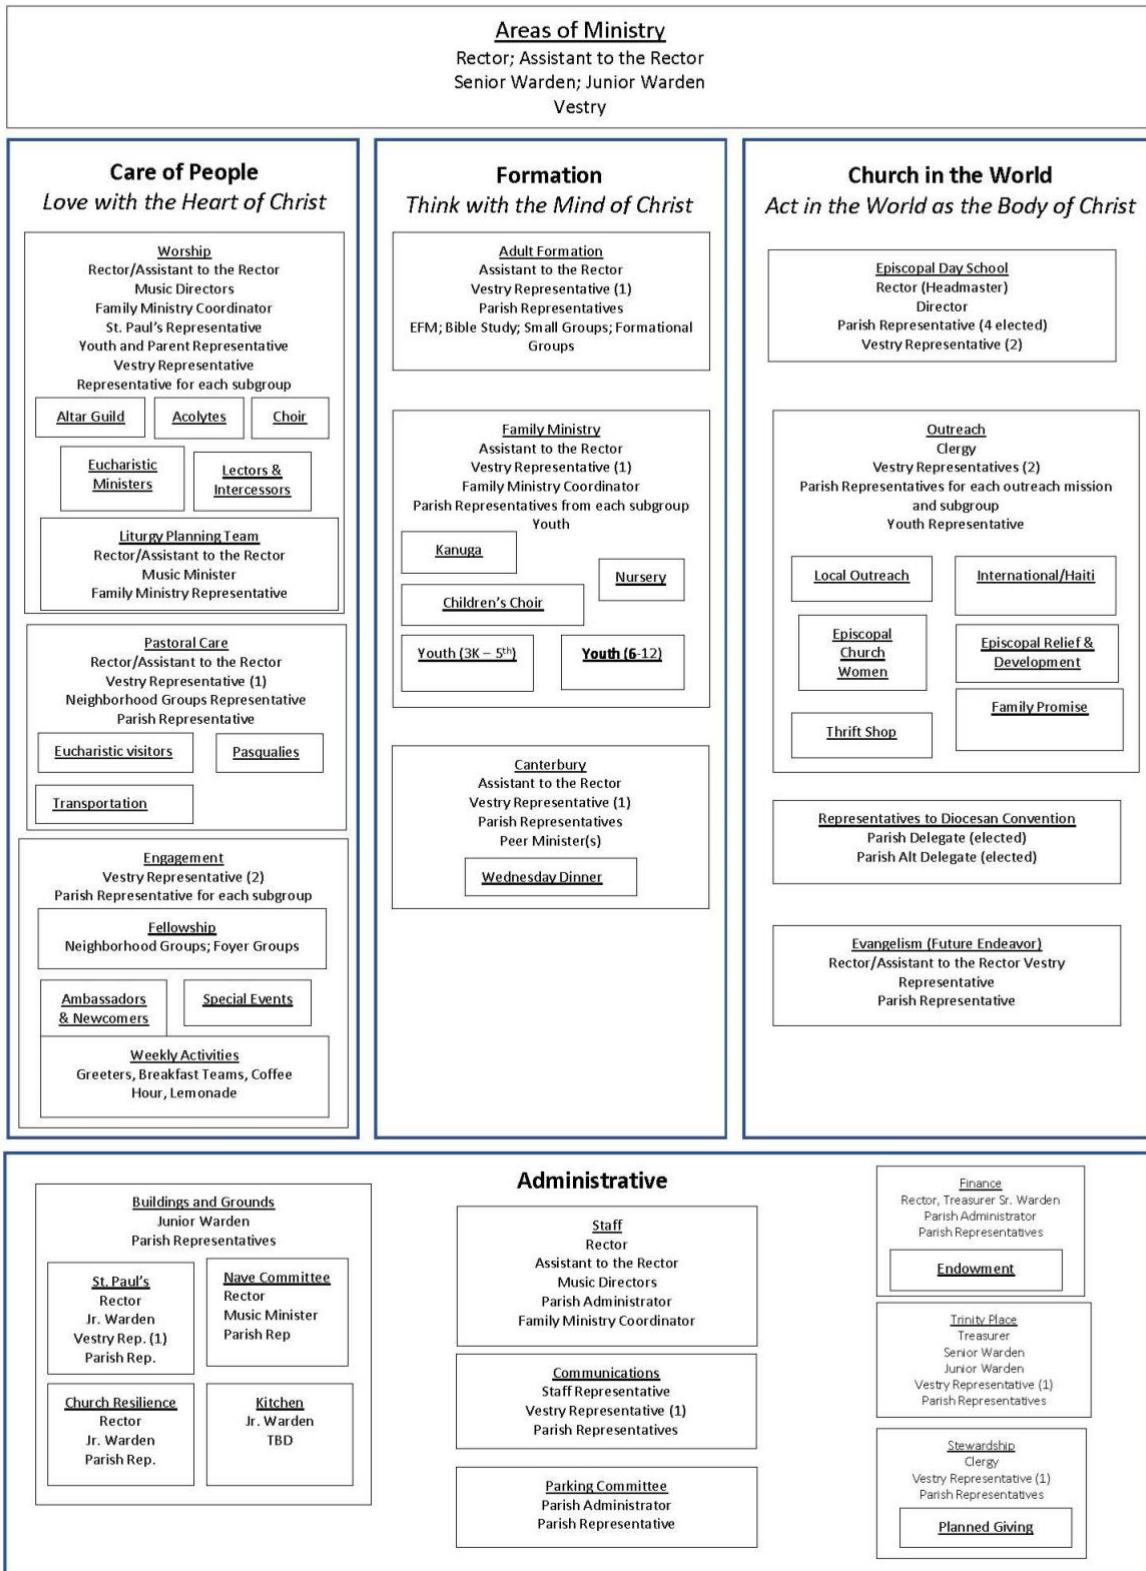 Areas of Ministry
Rector; Assistant to the Rector
Senior Warden; Junior Warden
Vestry
Care of People
Love with the Heart of Christ
Worship
Rector/Assistant to the Rector
Music Directors
Family Ministry Coordinator
St. Paul's Representative
Youth and Parent Representative
Vestry Representative
Representative for each subgroup
Altar Guild
Acolytes
Choir
Eucharistic
Ministers
Lectors &
Intercessors
Liturgy Planning Team
Rector/Assistant to the Rector
Music Minister
Family Ministry Representative
Pastoral Care
Rector/Assistant to the Rector
Vestry Representative (1)
Neighborhood Groups Representative
Parish Representative
Eucharistic visitors
Pasqualies
Transportation
Engagement
Vestry Representative (2)
Parish Representative for each subgroup
Fellowship
Neighborhood Groups; Foyer Groups
Ambassadors
& Newcomers
Special Events
Weekly Activities
Greeters, Breakfast Teams, Coffee
Hour, Lemonade
Formation
Think with the Mind of Christ
Adult Formation
Assistant to the Rector
Vestry Representative (1)
Parish Representatives
EFM; Bible Study; Small Groups; Formational
Groups
Family Ministry
Assistant to the Rector
Vestry Representative (1)
Family Ministry Coordinator
Parish Representatives from each subgroup
Youth
Kanuga
Nursery
Children's Choir
Youth (3K – 5th)
Youth (6-12)
Canterbury
Assistant to the Rector
Vestry Representative (1)
Parish Representatives
Peer Minister(s)
Wednesday Dinner
Church in the World
Act in the World as the Body of Christ
Episcopal Day School
Rector (Headmaster)
Director
Parish Representative (4 elected)
Vestry Representative (2)
Outreach
Clergy
Vestry Representatives (2)
Parish Representatives for each outreach mission
and subgroup
Youth Representative
Local Outreach
International/Haiti
Episcopal
Church
Women
Episcopal Relief &
Development
Family Promise
Thrift Shop
Representatives to Diocesan Convention
Parish Delegate (elected)
Parish Alt Delegate (elected)
Evangelism (Future Endeavor)
Rector/Assistant to the Rector Vestry
Representative
Parish Representative
Administrative
Buildings and Grounds
Junior Warden
Parish Representatives
St. Paul's
Rector
Jr. Warden
Vestry Rep. (1)
Parish Rep.
Nave Committee
Rector
Music Minister
Parish Rep
Church Resilience
Rector
Jr. Warden
Parish Rep.
Kitchen
Jr. Warden
TBD
Staff
Rector
Assistant to the Rector
Music Directors
Parish Administrator
Family Ministry Coordinator
Communications
Staff Representative
Vestry Representative (1)
Parish Representatives
Parking Committee
Parish Administrator
Parish Representative
Finance
Rector, Treasurer Sr. Warden
Parish Administrator
Parish Representatives
Endowment
Trinity Place
Treasurer
Senior Warden
Junior Warden
Vestry Representative (1)
Parish Representatives
Stewardship
Clergy
Vestry Representative (1)
Parish Representatives
Planned Giving